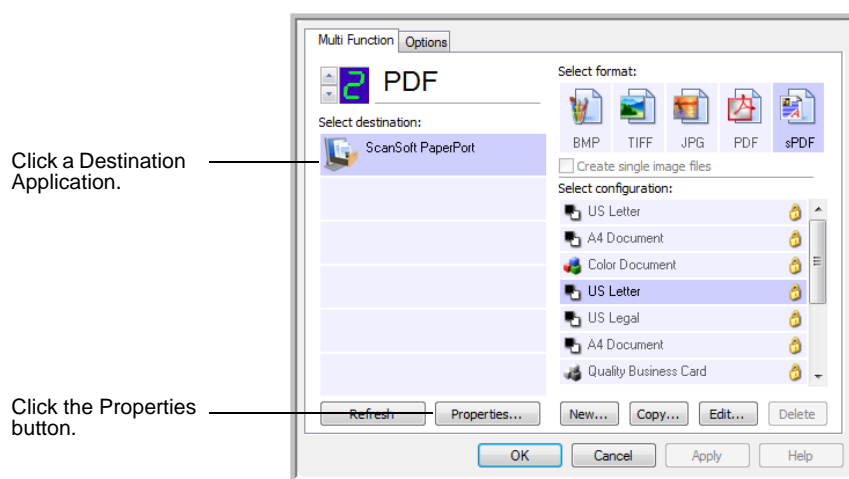 Multi Function
Options
2
PDF
Select destination:
ScanSoft PaperPort
Click a Destination
Application.
Click the Properties
button.
Refresh
Properties...
Select format:
BMP
TIFF
JPG
PDF
sPDF
Create single image files
Select configuration:
US Letter
A4 Document
Color Document
US Letter
US Legal
A4 Document
Quality Business Card
New...
Copy...
Edit...
Delete
OK
Cancel
Apply
Help